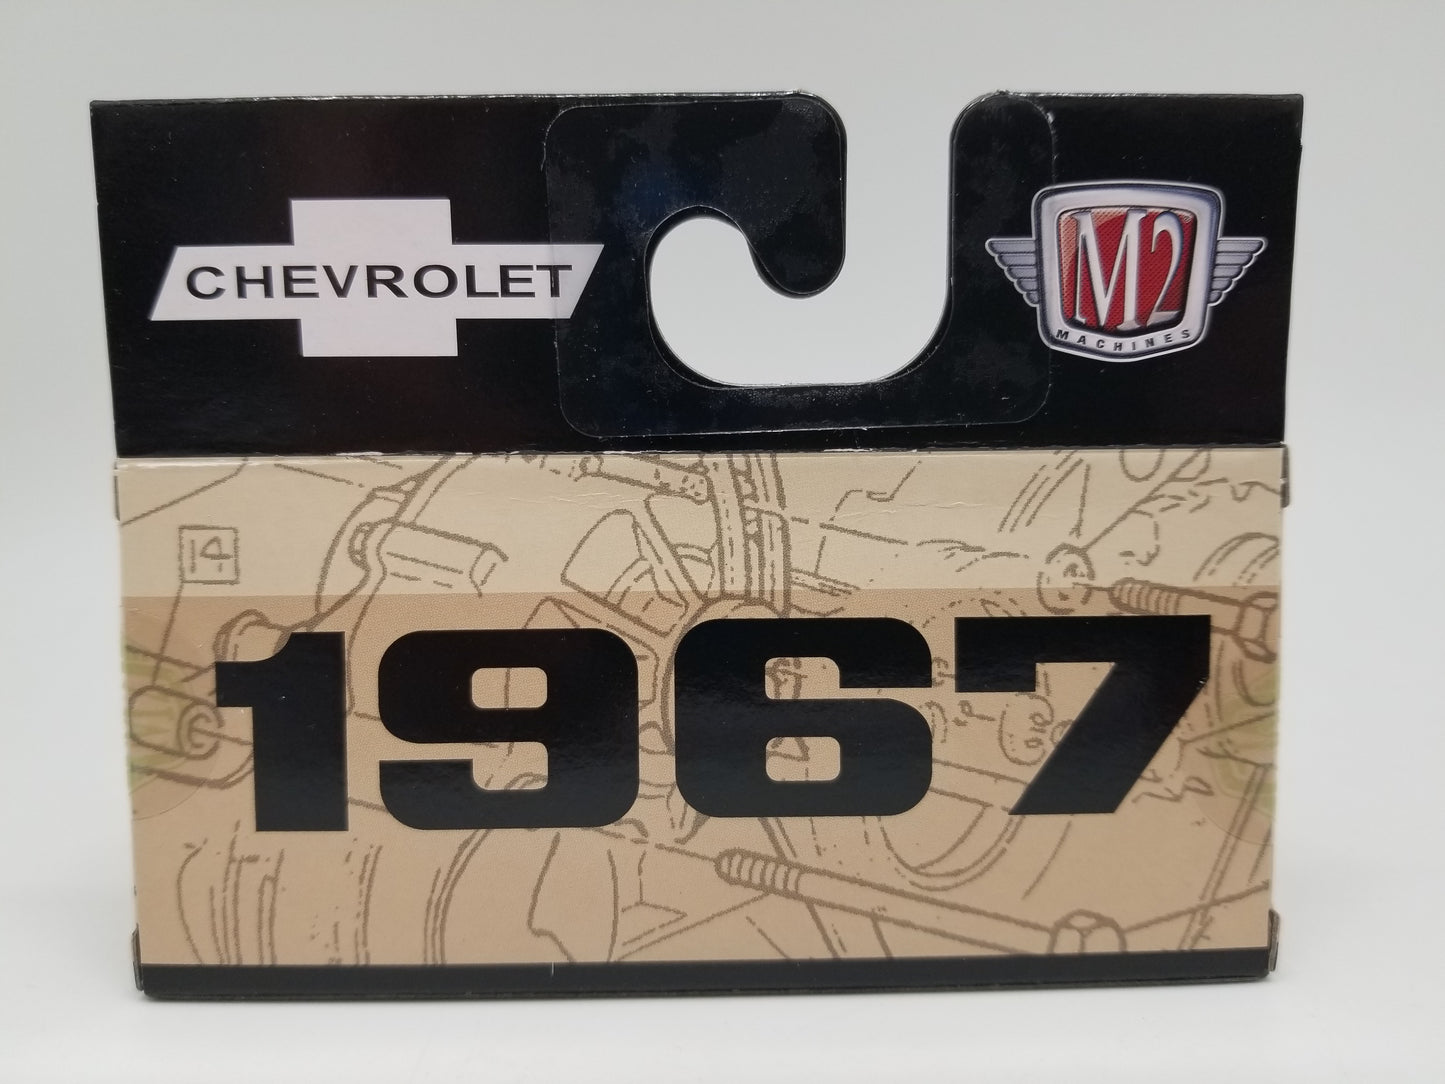 CHEVROLET
M2
MACHINES
14
1967